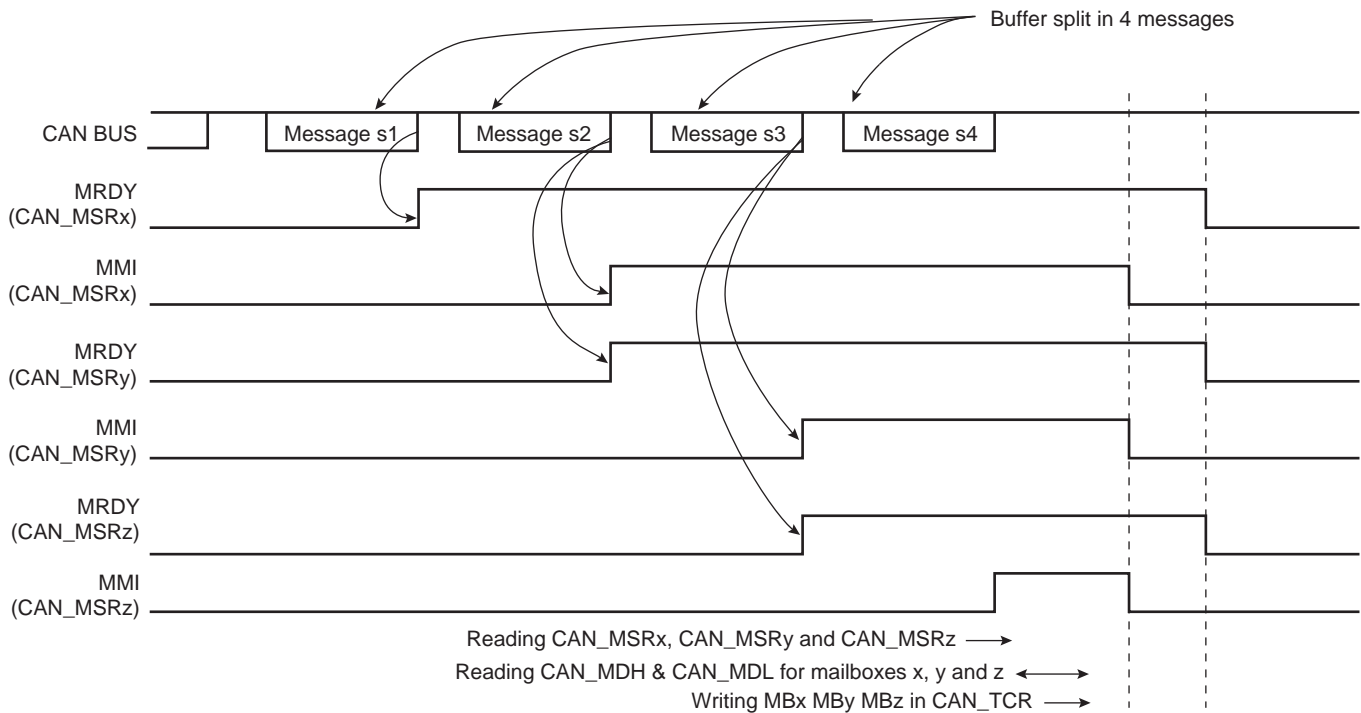 Buffer split in 4 messages
CAN BUS
Message s1
Message s2
Message s3
Message s4
MRDY
(CAN_MSRx)
MMI
(CAN_MSRx)
MRDY
(CAN_MSRy)
MMI
(CAN_MSRy)
MRDY
(CAN_MSRz)
MMI
(CAN_MSRz)
Reading CAN_MSRx, CAN_MSRy and CAN_MSRz
Reading CAN_MDH & CAN_MDL for mailboxes x, y and z
Writing MBx MBy MBz in CAN_TCR